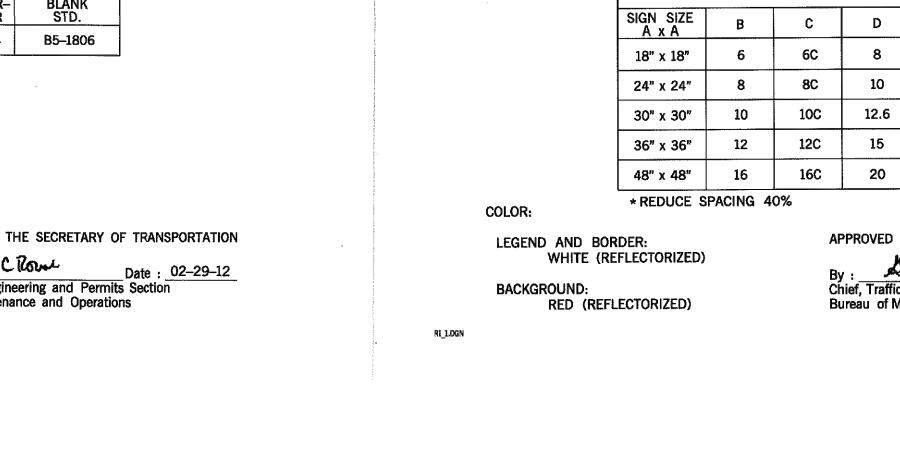 BLANK
STD.
B5-1806
THE SECRETARY OF TRANSPORTATION
Date : 02-29-12
and Permits Section
and Operations
SIGN SIZE
A x A
B
C
D
18" x 18" 6 6C 8
24" x 24" 8 8C 10
30" x 30" 10 10C 12.6
36" x 36" 12 12C 15
48" x 48" 16 16C 20
* REDUCE SPACING 40%
COLOR:
LEGEND AND BORDER:
WHITE (REFLECTORIZED)
BACKGROUND:
RED (REFLECTORIZED)
R1_1.DGN
APPROVED
By :
Chief,
Bureau of